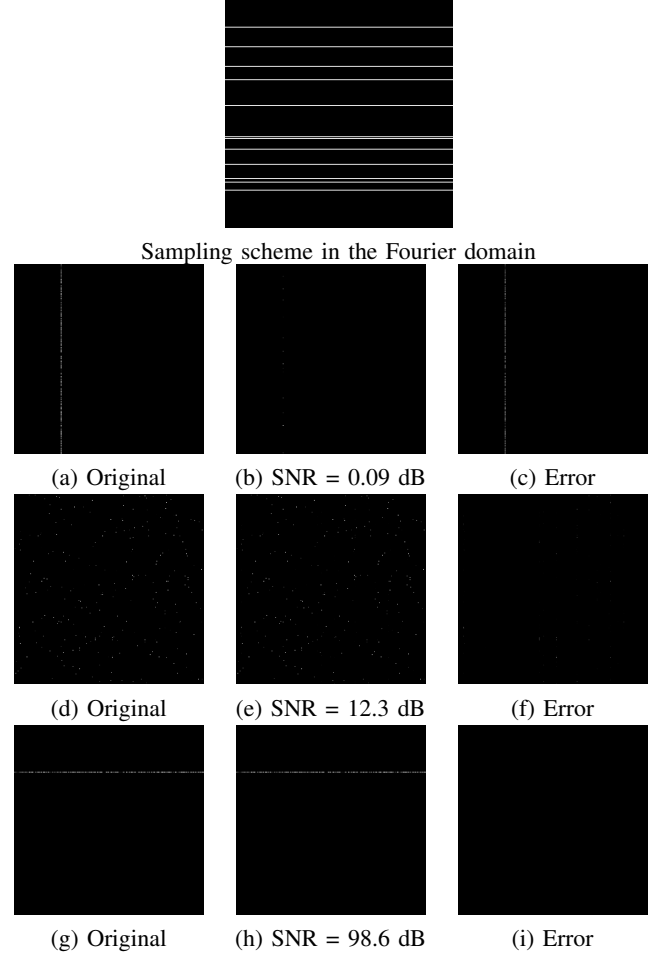 Sampling scheme in the Fourier domain
(a) Original (b) SNR = 0.09 dB (c) Error
(d) Original (e) SNR = 12.3 dB (f) Error
(g) Original (h) SNR = 98.6 dB (i) Error